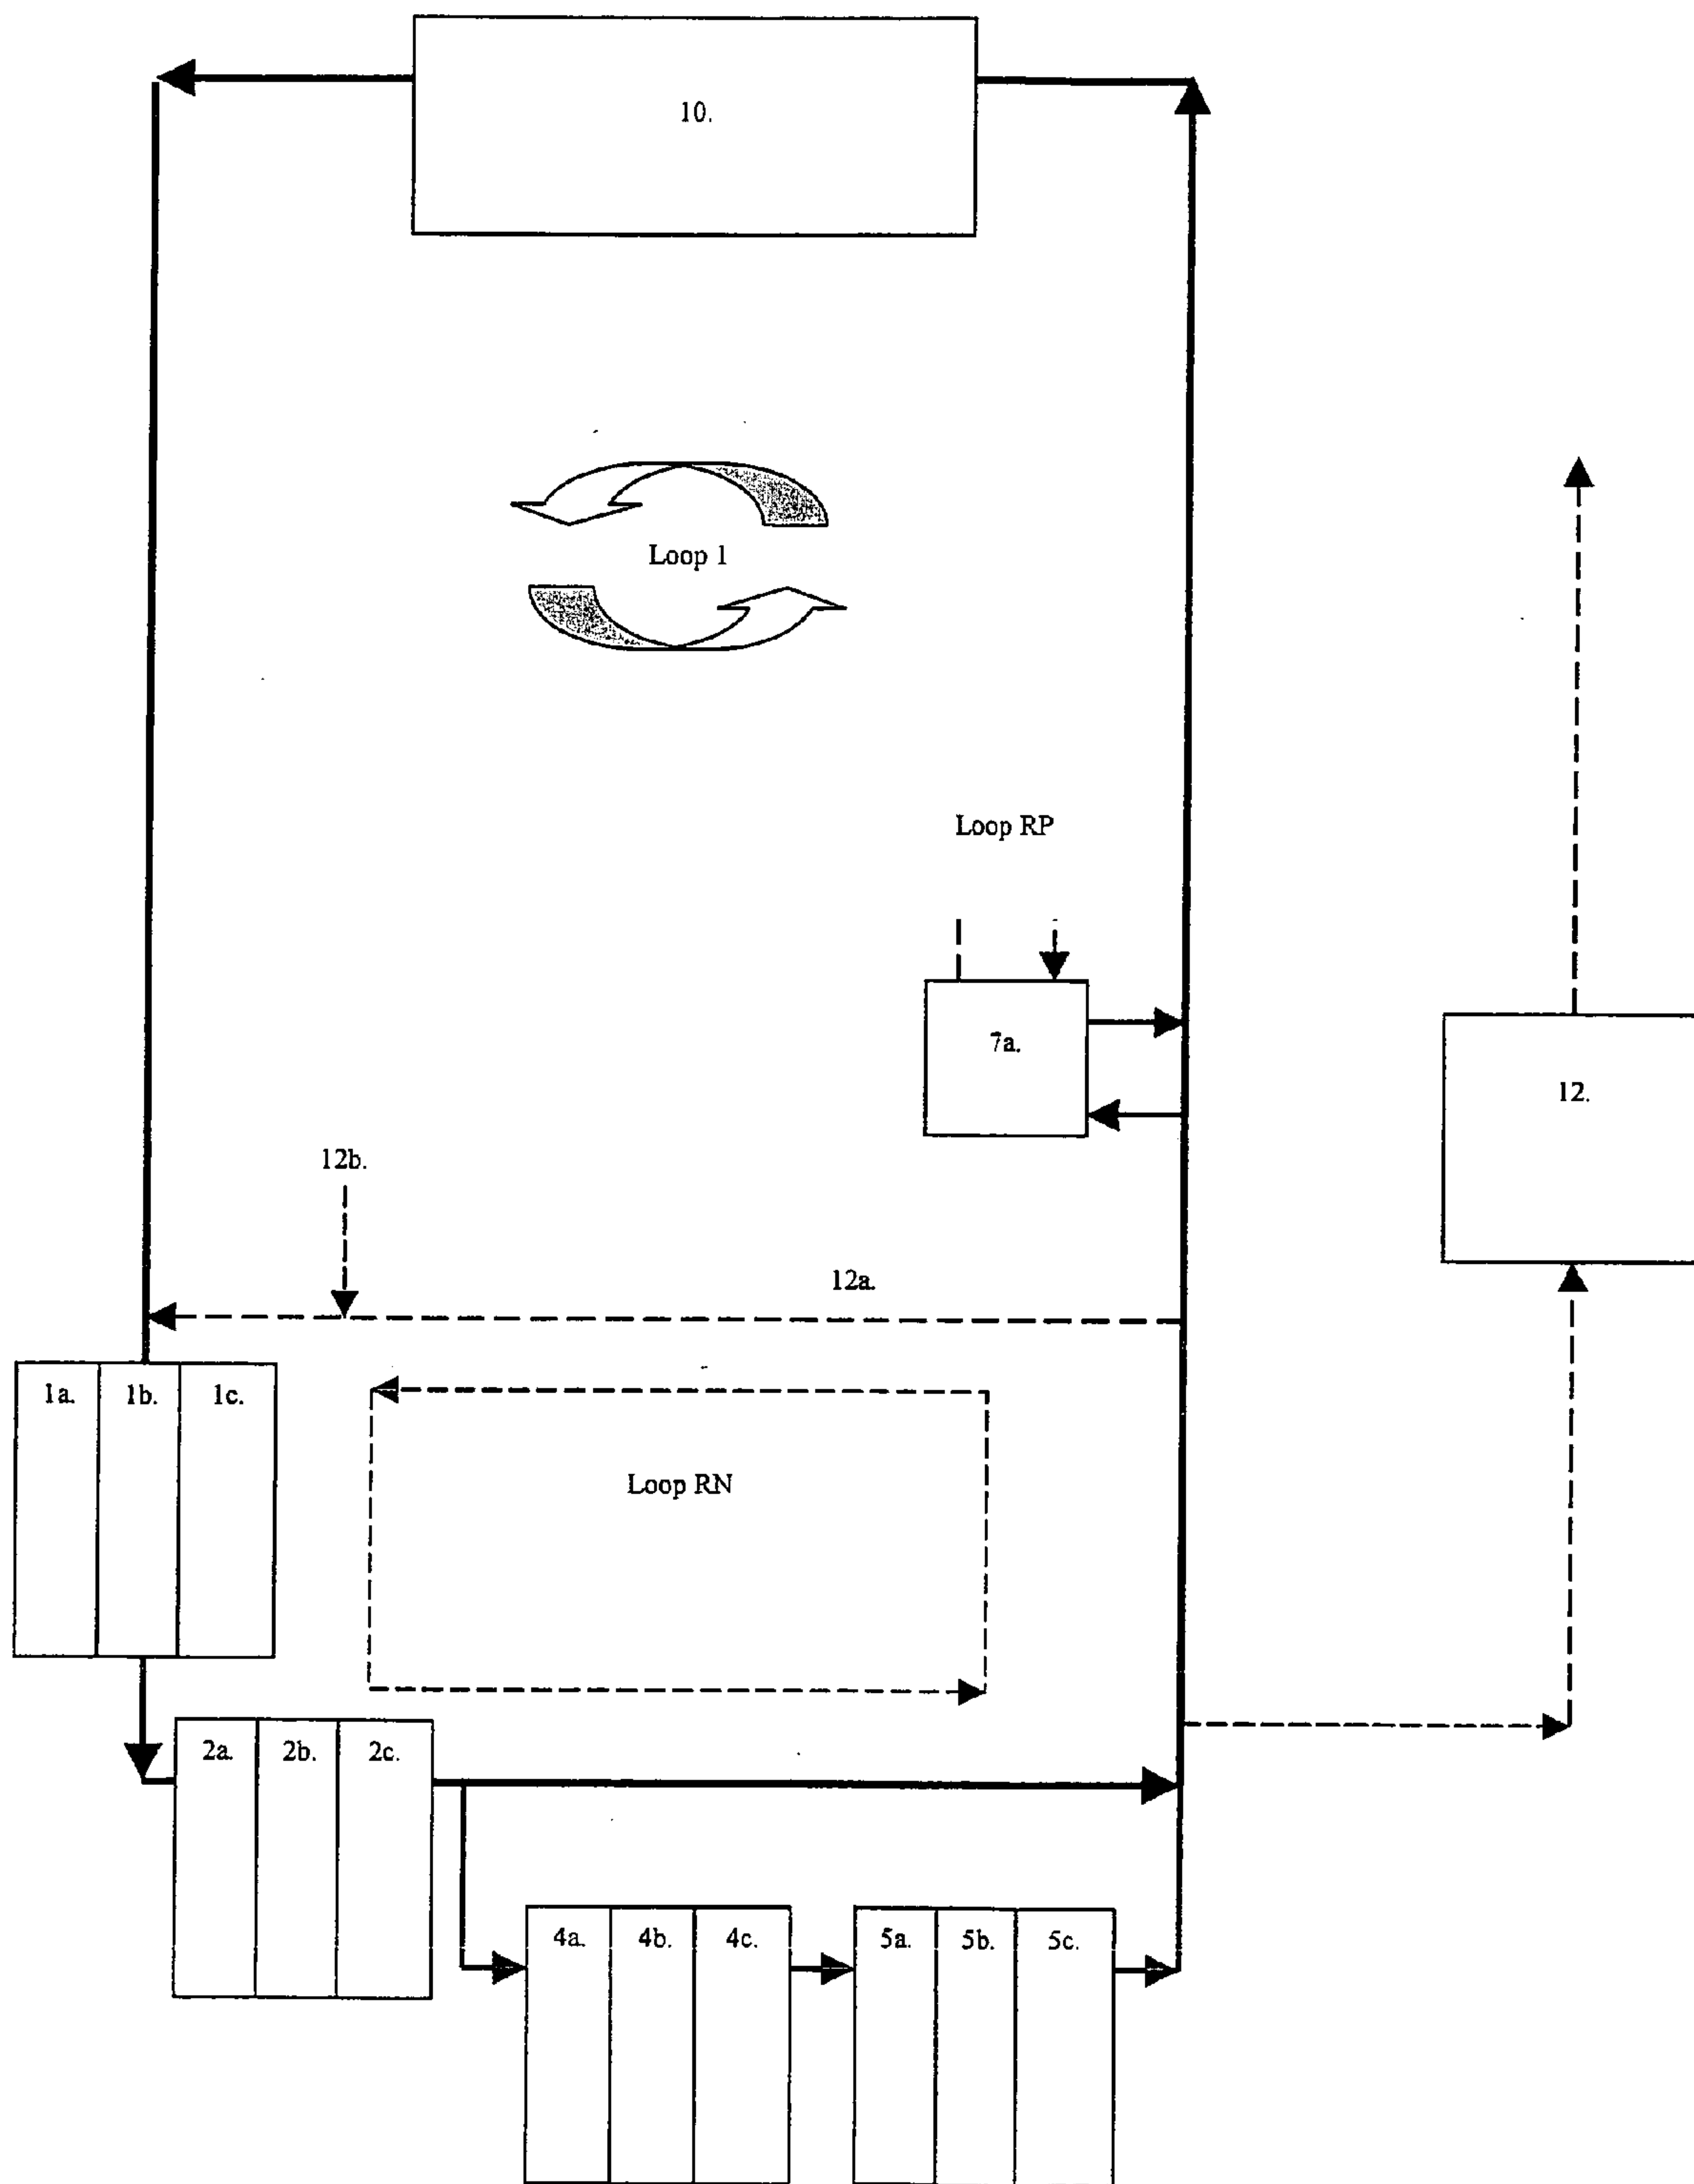 10.
Loop 1
Loop RP
7a.
12.
12b.
12a.
1a. 1b. 1c.
Loop RN
2a. 2b. 2c.
4a. 4b. 4c. 5a. 5b. 5c.